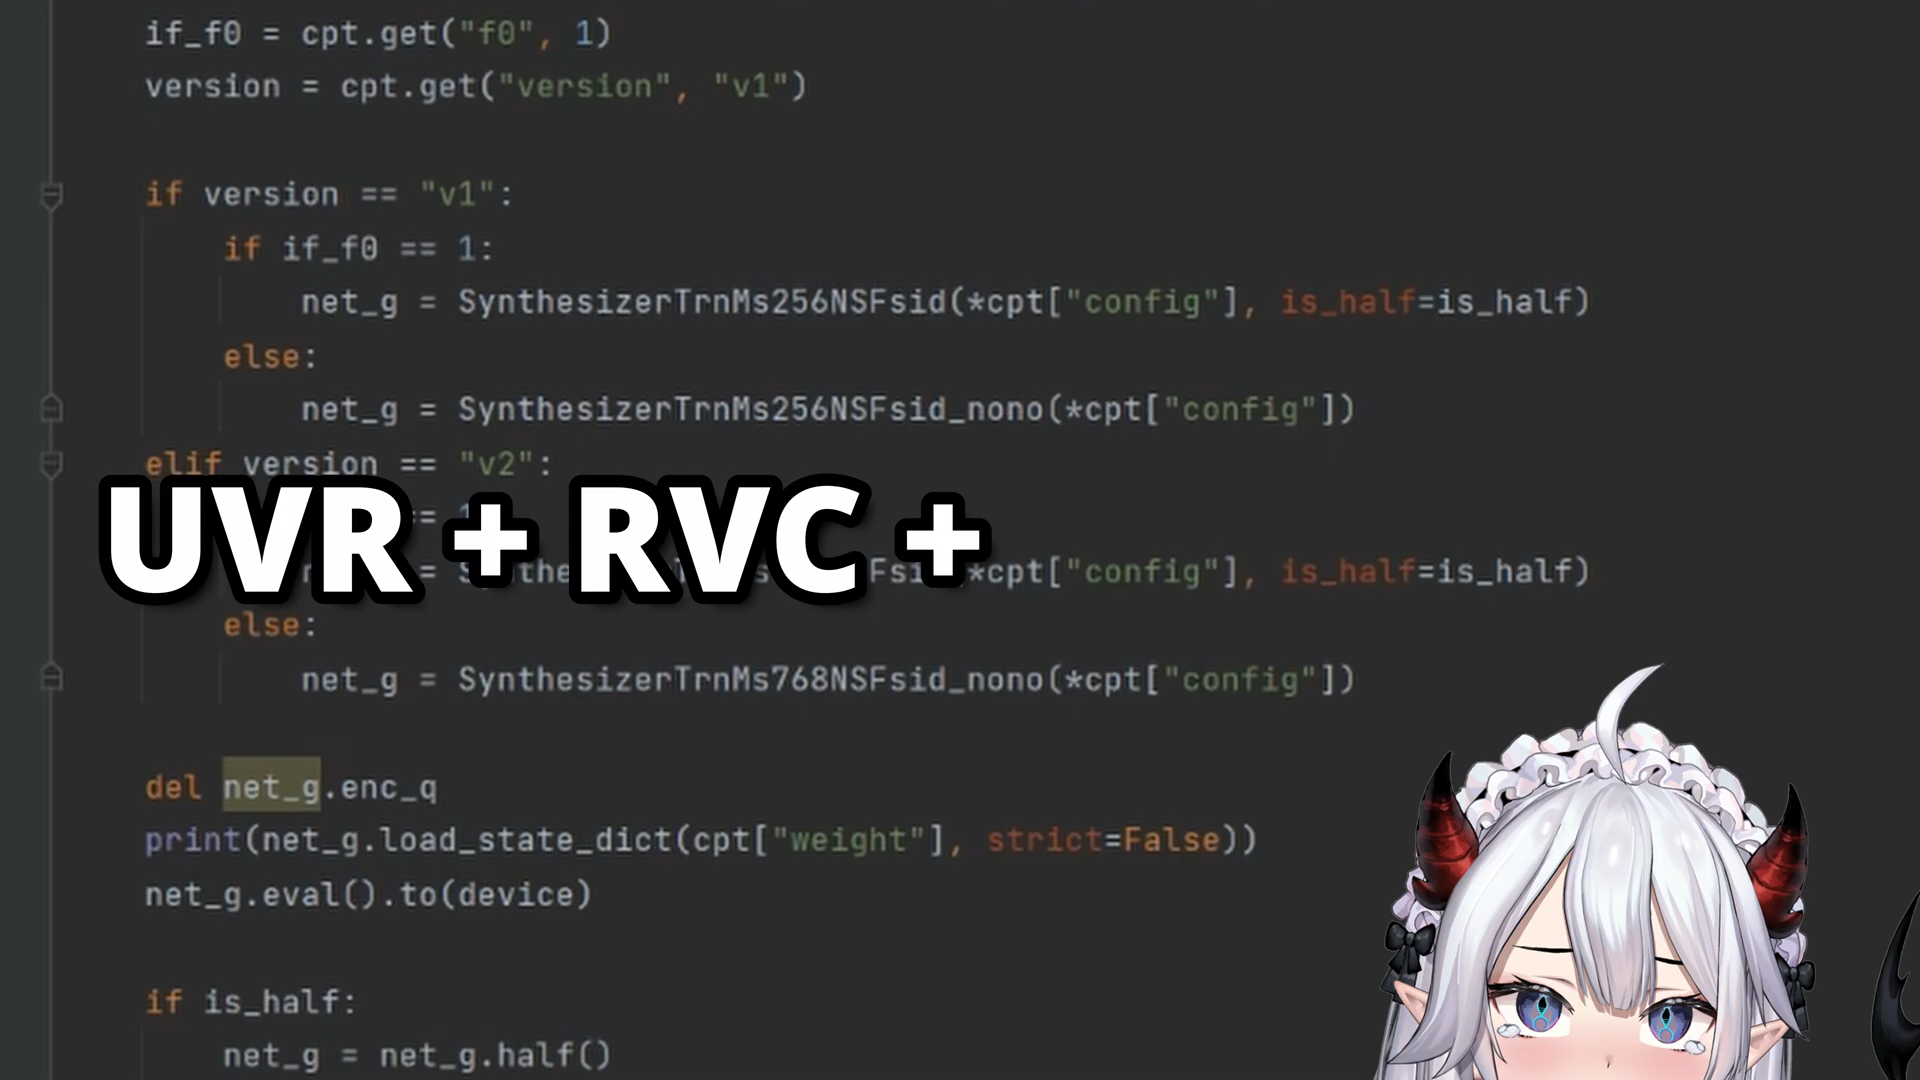 if_f0 = cpt.get("f0", 1)
version = cpt.get("version", "v1")
if version == "v1":
if if_f0 == 1:
net_g = SynthesizerTrnMs256NSFsid(*cpt["config"], is_half=is_half)
else:
net_g = SynthesizerTrnMs256NSFsid_nono(*cpt["config"])
elif version == "v2":
UVR + RVC +
== 1
= *cpt["config"], is_half=is_half)
else:
net_g = SynthesizerTrnMs768NSFsid_nono(*cpt["config"])
del net_g.enc_q
print(net_g.load_state_dict(cpt["weight"], strict=False))
net_g.eval().to(device)
if is_half:
net_g = net_g.half()